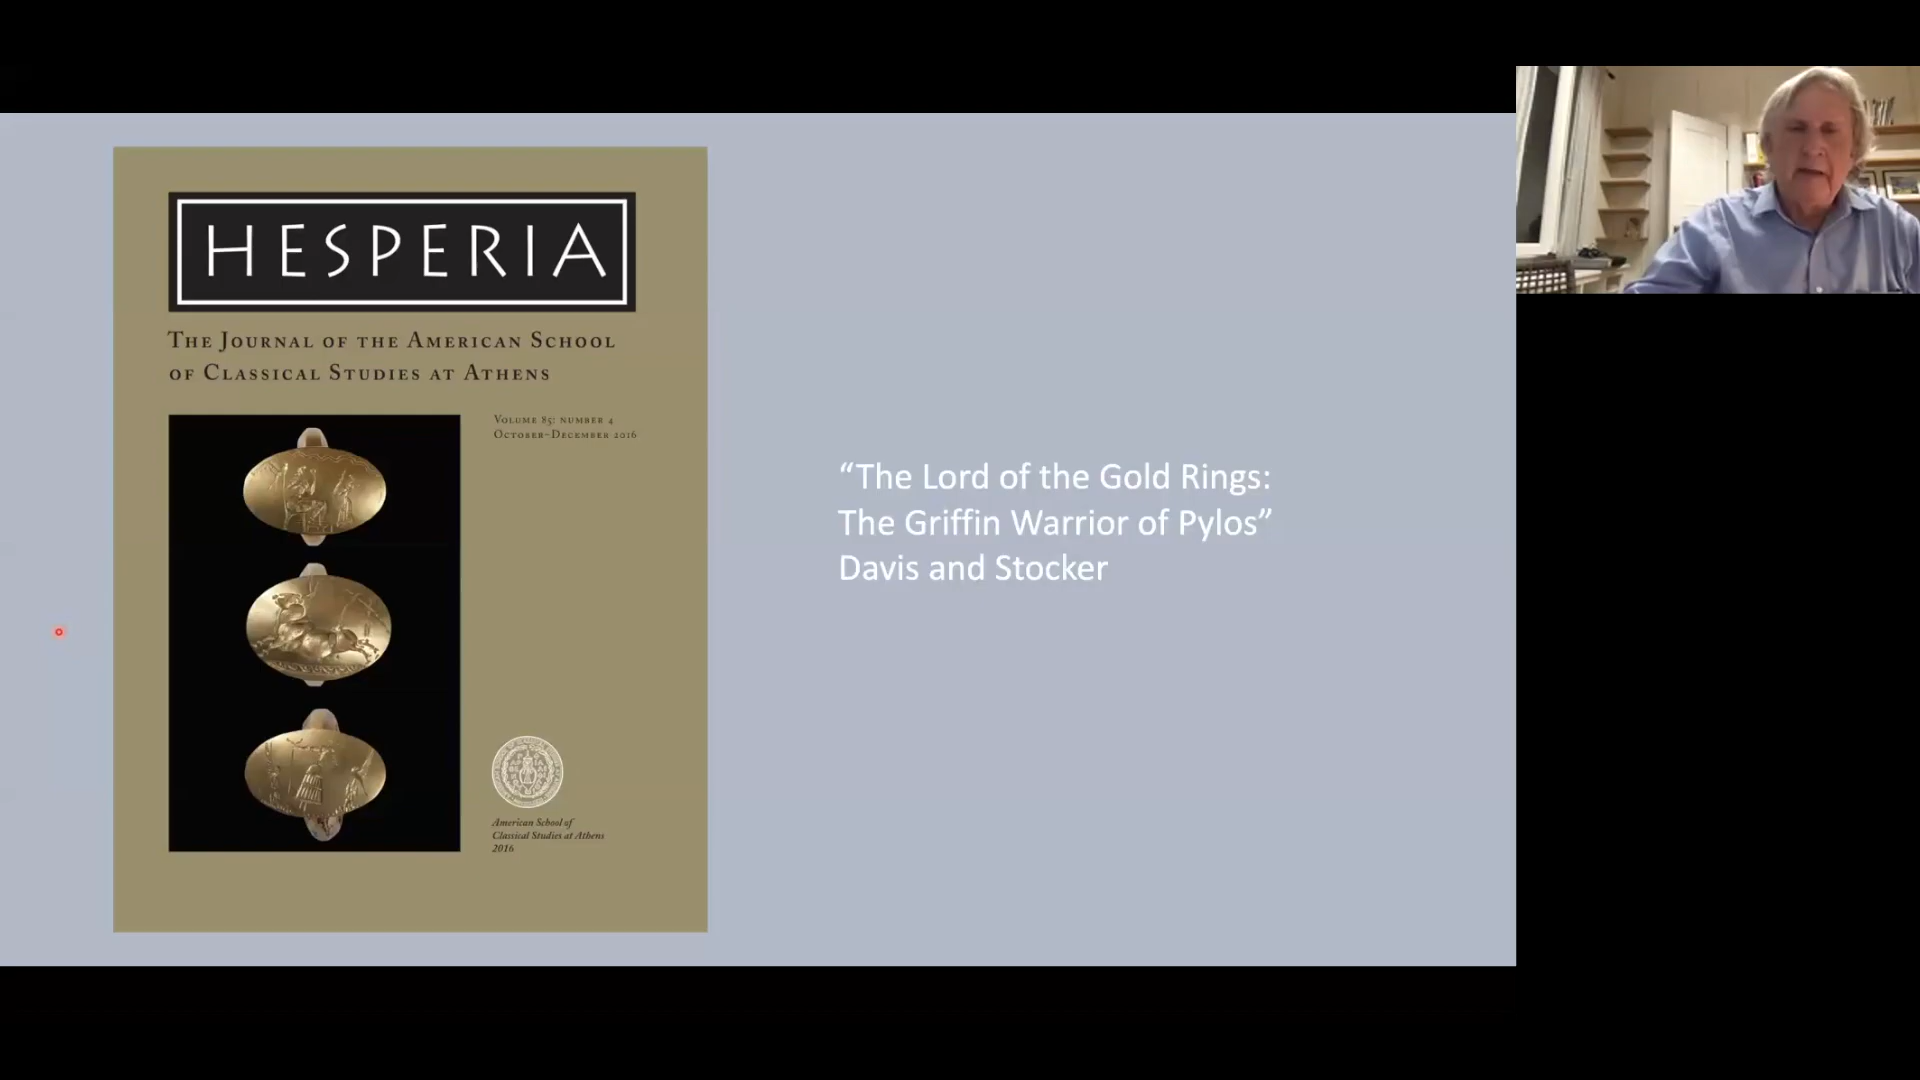 HESPERIA
THE JOURNAL OF THE AMERICAN SCHOOL
OF CLASSICAL STUDIES AT ATHENS
VOLUME 85: NUMBER 4
OCTOBER–DECEMBER 2016
American School of
Classical Studies at Athens
2016
“The Lord of the Gold Rings:
The Griffin Warrior of Pylos”
Davis and Stocker